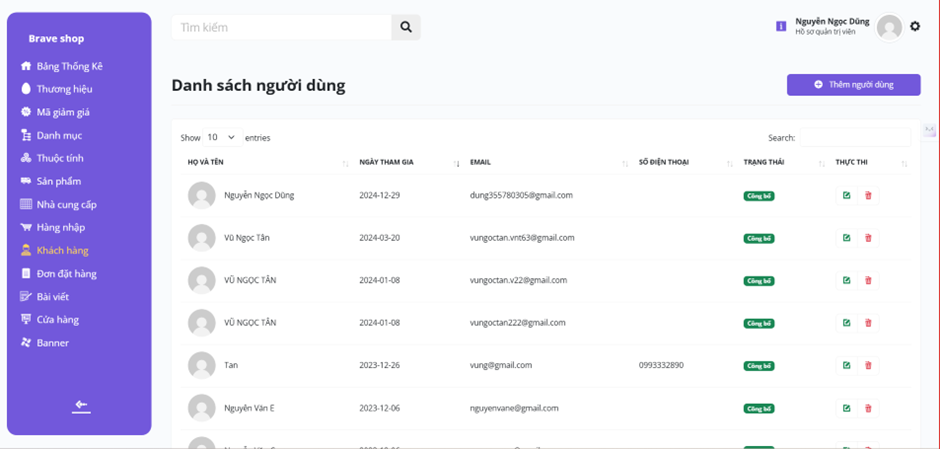 Brave shop
Bảng Thống Kê
Thương hiệu
Mã giảm giá
Danh mục
Thuộc tính
Sản phẩm
Nhà cung cấp
Hàng nhập
Khách hàng
Đơn đặt hàng
Bài viết
Cửa hàng
Banner
Tìm kiếm
Nguyễn Ngọc Dũng
Hồ sơ quản trị viên
Danh sách người dùng
Thêm người dùng
Show 10 entries
Search:
HỌ VÀ TÊN NGÀY THAM GIA EMAIL SỐ ĐIỆN THOẠI TRẠNG THÁI THỰC THI
Nguyễn Ngọc Dũng 2024-12-29 dung355780305@gmail.com Công bố
Vũ Ngọc Tân 2024-03-20 vungoctan.vnt63@gmail.com Công bố
VŨ NGỌC TÂN 2024-01-08 vungoctan.v22@gmail.com Công bố
VŨ NGỌC TÂN 2024-01-08 vungoctan222@gmail.com Công bố
Tan 2023-12-26 vung@gmail.com 0993332890 Công bố
Nguyễn Văn E 2023-12-06 nguyenvane@gmail.com Công bố